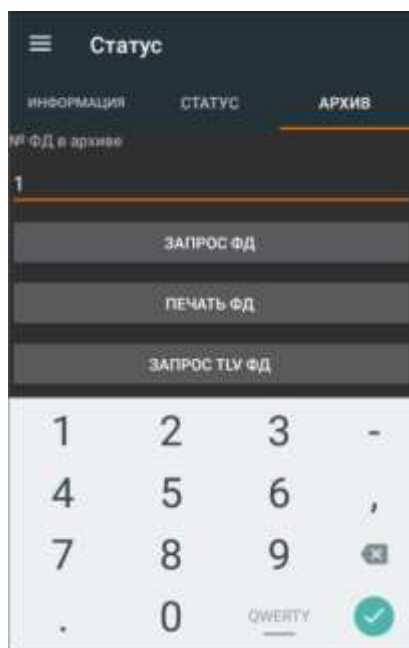 Статус
ИНФОРМАЦИЯ СТАТУС АРХИВ
№ ФД в архиве
1
ЗАПРОС ФД
ПЕЧАТЬ ФД
ЗАПРОС TLV ФД
1 2 3 -
4 5 6 ,
7 8 9
. 0 QWERTY